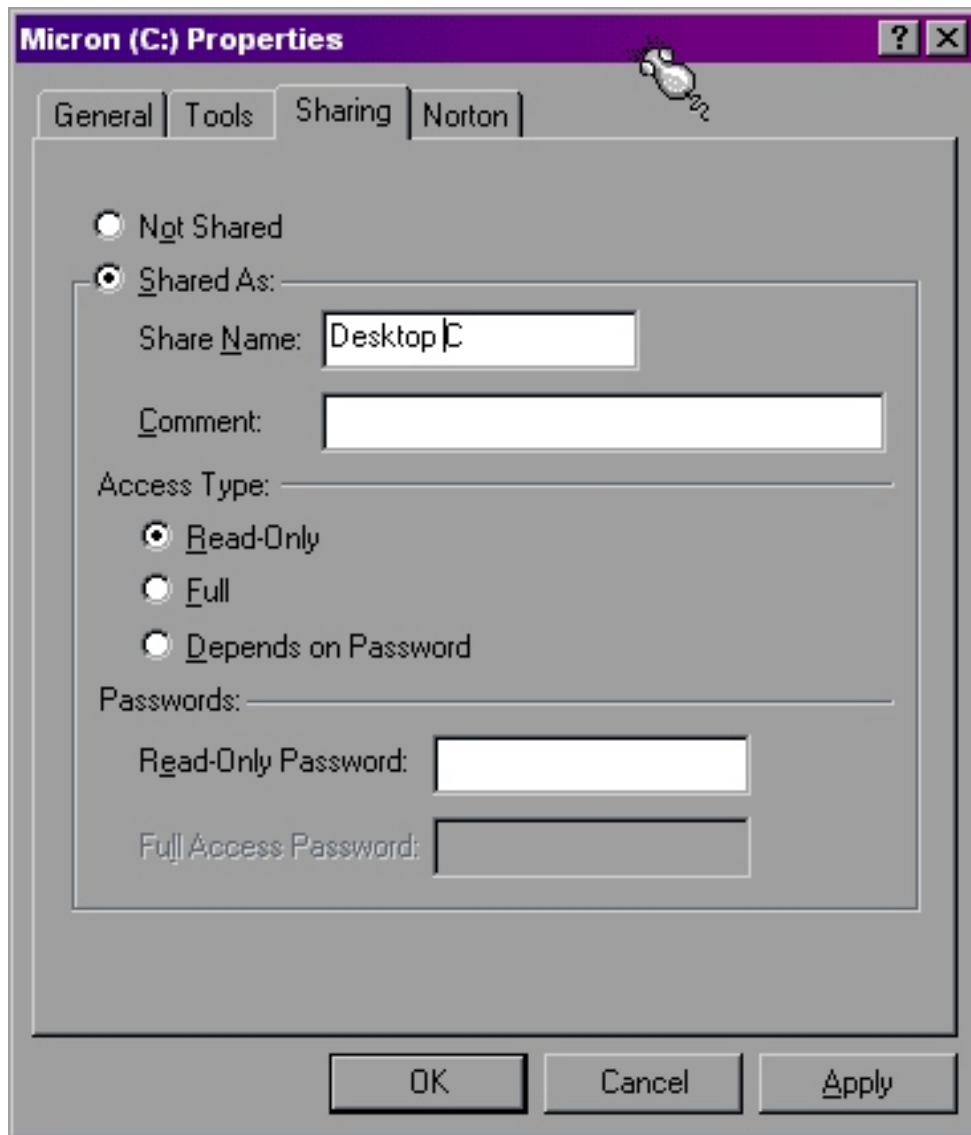 Micron (C:) Properties
General Tools Sharing Norton
Not Shared
Shared As:
Share Name: Desktop C
Comment:
Access Type:
Read-Only
Full
Depends on Password
Passwords:
Read-Only Password:
Full Access Password:
OK Cancel Apply